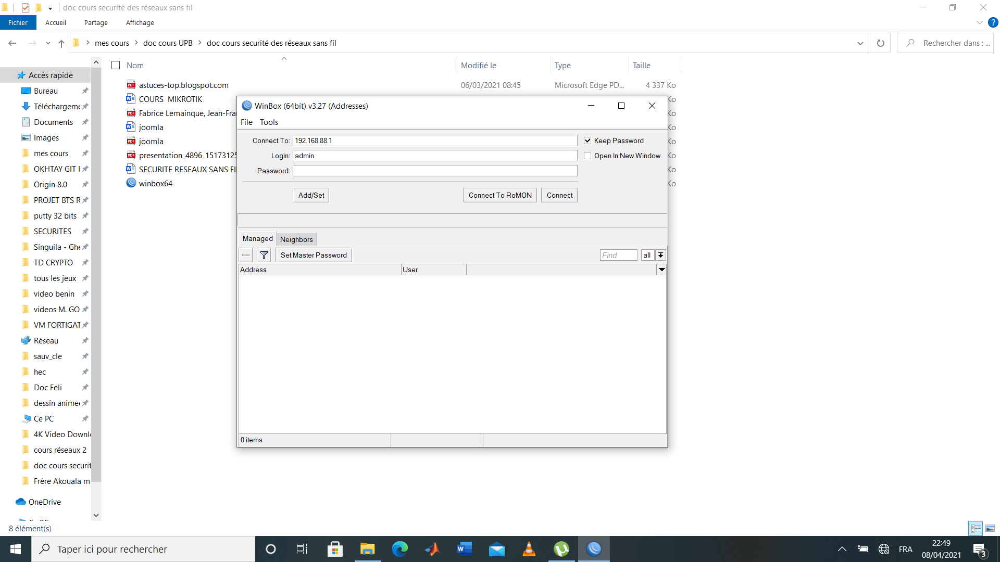 doc cours securité des réseaux sans fil
Fichier Accueil Partage Affichage
mes cours doc cours UPB doc cours securité des réseaux sans fil
Rechercher dans : ...
Nom Modifié le Type Taille
Accès rapide
Bureau
Téléchargeme
Documents
Images
mes cours
OKHTAY GIT
Origin 8.0
PROJET BTS R
putty 32 bits
SECURITES
Singuila - Ghe
TD CRYPTO
tous les jeux
video benin
videos M. GO
VM FORTIGAT
Réseau
sauv_cle
hec
Doc Feli
dessin animee
Ce PC
4K Video Downl
cours réseaux 2
doc cours securit
Frère Akouala m
OneDrive
astuces-top.blogspot.com 06/03/2021 08:45 Microsoft Edge PD... 4 337 Ko
COURS MIKROTIK Ko
Fabrice Lemainque, Jean-Fra Ko
joomla Ko
joomla Ko
presentation_4896_15173125 Ko
SECURITE RESEAUX SANS FI Ko
winbox64 Ko
WinBox (64bit) v3.27 (Addresses)
File Tools
Connect To: 192.168.88.1 Keep Password
Login: admin Open In New Window
Password:
Add/Set Connect To RoMON Connect
Managed Neighbors
Set Master Password Find all
Address User
0 items
8 élément(s)
Taper ici pour rechercher
FRA
22:49
08/04/2021
3